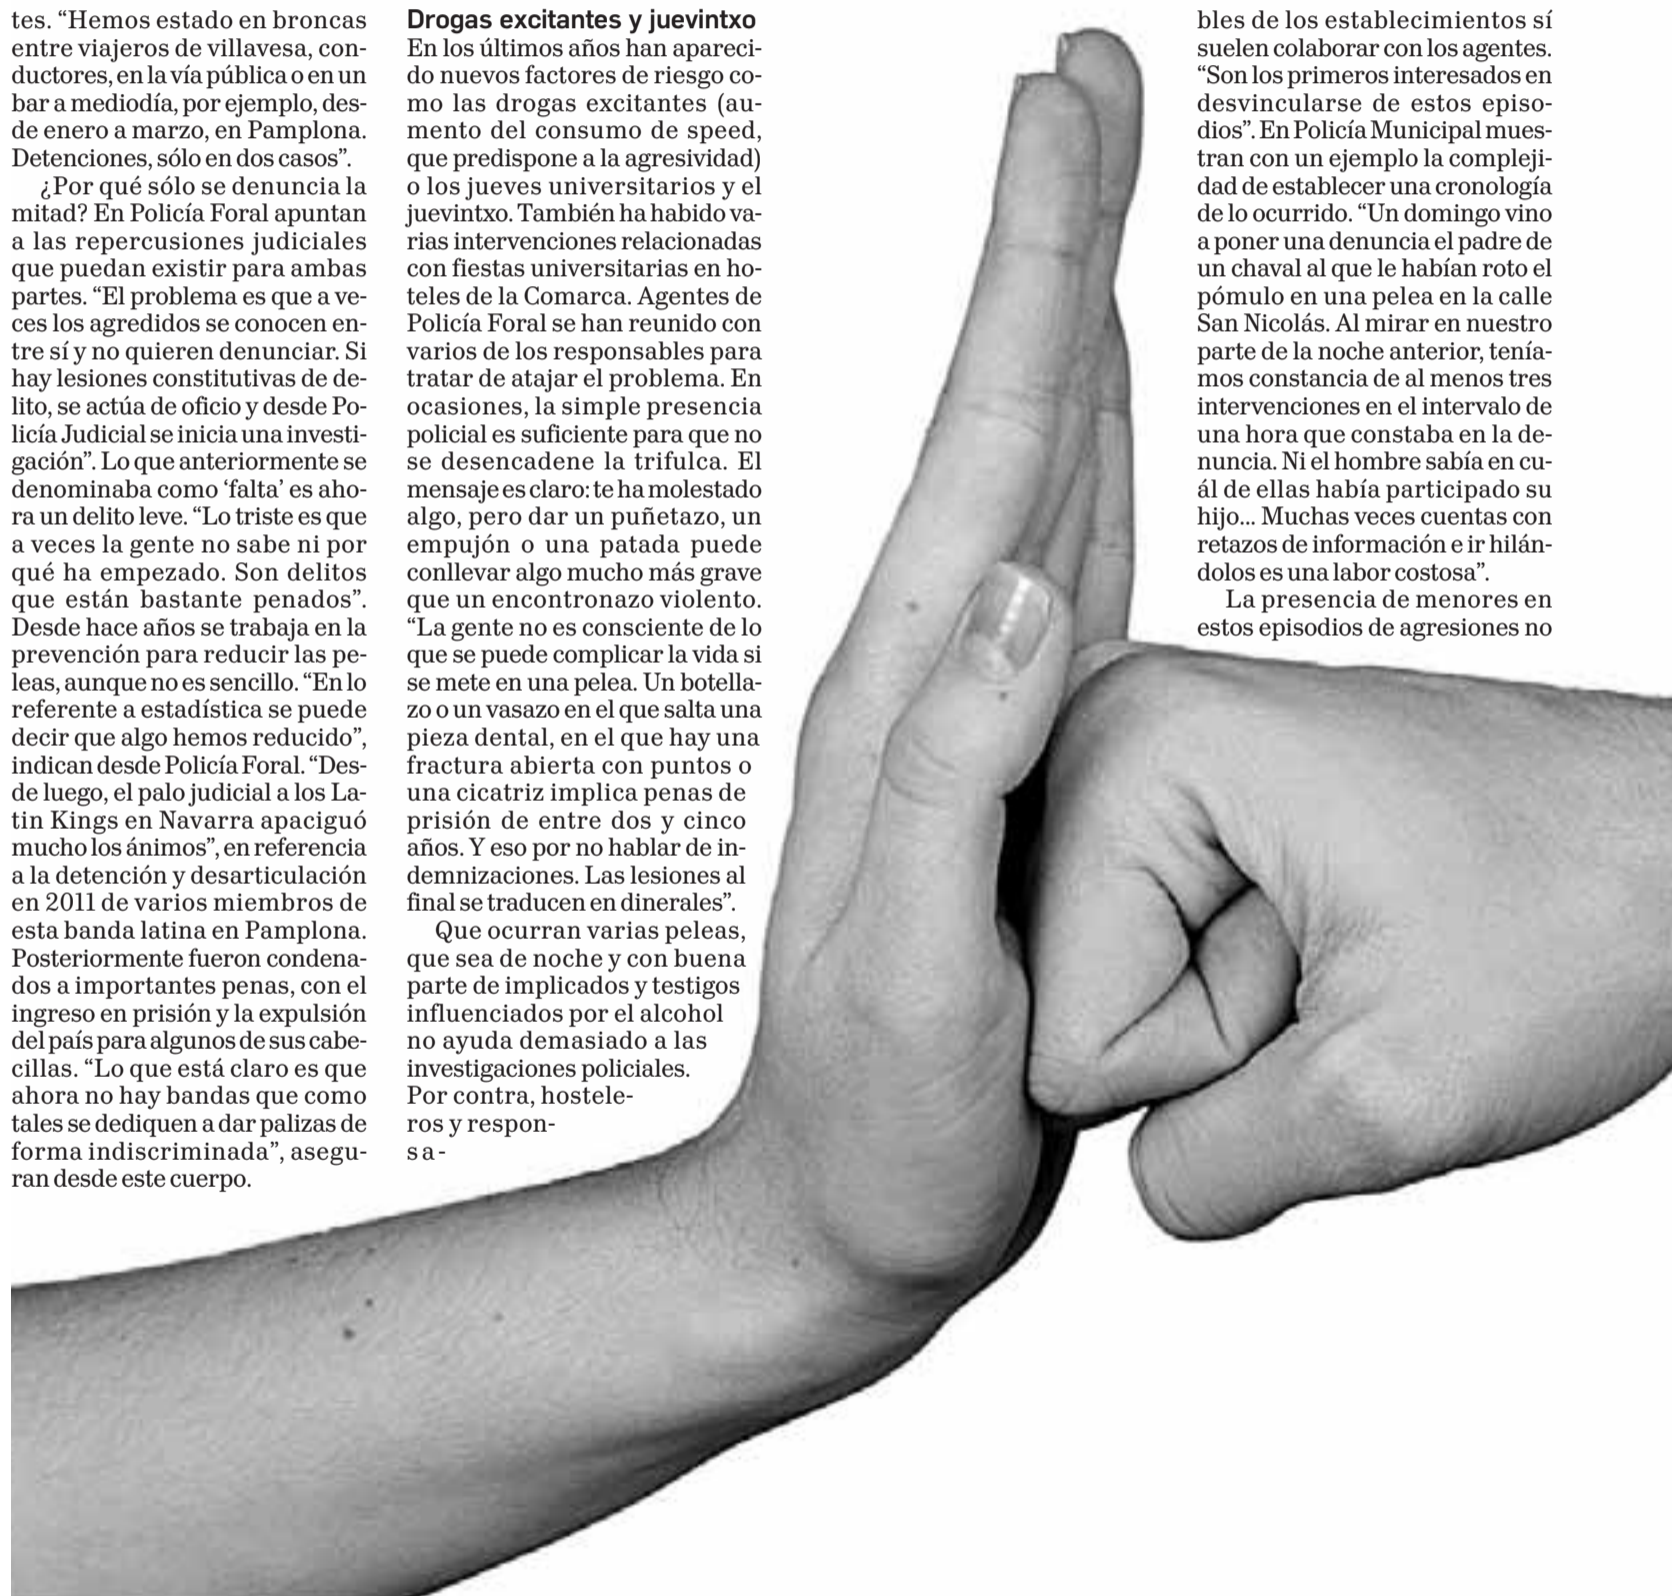 tes. “Hemos estado en broncas
entre viajeros de villavesa, con-
ductores, en la vía pública o en un
bar a mediodía, por ejemplo, des-
de enero a marzo, en Pamplona.
Detenciones, sólo en dos casos”.
¿Por qué sólo se denuncia la
mitad? En Policía Foral apuntan
a las repercusiones judiciales
que puedan existir para ambas
partes. “El problema es que a ve-
ces los agredidos se conocen en-
tre sí y no quieren denunciar. Si
hay lesiones constitutivas de de-
lito, se actúa de oficio y desde Po-
licía Judicial se inicia una investi-
gación”. Lo que anteriormente se
denominaba como ‘falta’ es aho-
ra un delito leve. “Lo triste es que
a veces la gente no sabe ni por
qué ha empezado. Son delitos
que están bastante penados”.
Desde hace años se trabaja en la
prevención para reducir las pe-
leas, aunque no es sencillo. “En lo
referente a estadística se puede
decir que algo hemos reducido”,
indican desde Policía Foral. “Des-
de luego, el palo judicial a los La-
tin Kings en Navarra apaciguó
mucho los ánimos”, en referencia
a la detención y desarticulación
en 2011 de varios miembros de
esta banda latina en Pamplona.
Posteriormente fueron condena-
dos a importantes penas, con el
ingreso en prisión y la expulsión
del país para algunos de sus cabe-
cillas. “Lo que está claro es que
ahora no hay bandas que como
tales se dediquen a dar palizas de
forma indiscriminada”, asegu-
ran desde este cuerpo.
Drogas excitantes y juevintxo
En los últimos años han apareci-
do nuevos factores de riesgo co-
mo las drogas excitantes (au-
mento del consumo de speed,
que predispone a la agresividad)
o los jueves universitarios y el
juevintxo. También ha habido va-
rias intervenciones relacionadas
con fiestas universitarias en ho-
teles de la Comarca. Agentes de
Policía Foral se han reunido con
varios de los responsables para
tratar de atajar el problema. En
ocasiones, la simple presencia
policial es suficiente para que no
se desencadene la trifulca. El
mensaje es claro: te ha molestado
algo, pero dar un puñetazo, un
empujón o una patada puede
conllevar algo mucho más grave
que un encontronazo violento.
“La gente no es consciente de lo
que se puede complicar la vida si
se mete en una pelea. Un botella-
zo o un vasazo en el que salta una
pieza dental, en el que hay una
fractura abierta con puntos o
una cicatriz implica penas de
prisión de entre dos y cinco
años. Y eso por no hablar de in-
demnizaciones. Las lesiones al
final se traducen en dinerales”.
Que ocurran varias peleas,
que sea de noche y con buena
parte de implicados y testigos
influenciados por el alcohol
no ayuda demasiado a las
investigaciones policiales.
Por contra, hostele-
ros y respon-
sa-
bles de los establecimientos sí
suelen colaborar con los agentes.
“Son los primeros interesados en
desvincularse de estos episo-
dios”. En Policía Municipal mues-
tran con un ejemplo la compleji-
dad de establecer una cronología
de lo ocurrido. “Un domingo vino
a poner una denuncia el padre de
un chaval al que le habían roto el
pómulo en una pelea en la calle
San Nicolás. Al mirar en nuestro
parte de la noche anterior, tenía-
mos constancia de al menos tres
intervenciones en el intervalo de
una hora que constaba en la de-
nuncia. Ni el hombre sabía en cu-
ál de ellas había participado su
hijo... Muchas veces cuentas con
retazos de información e ir hilán-
dolos es una labor costosa”.
La presencia de menores en
estos episodios de agresiones no